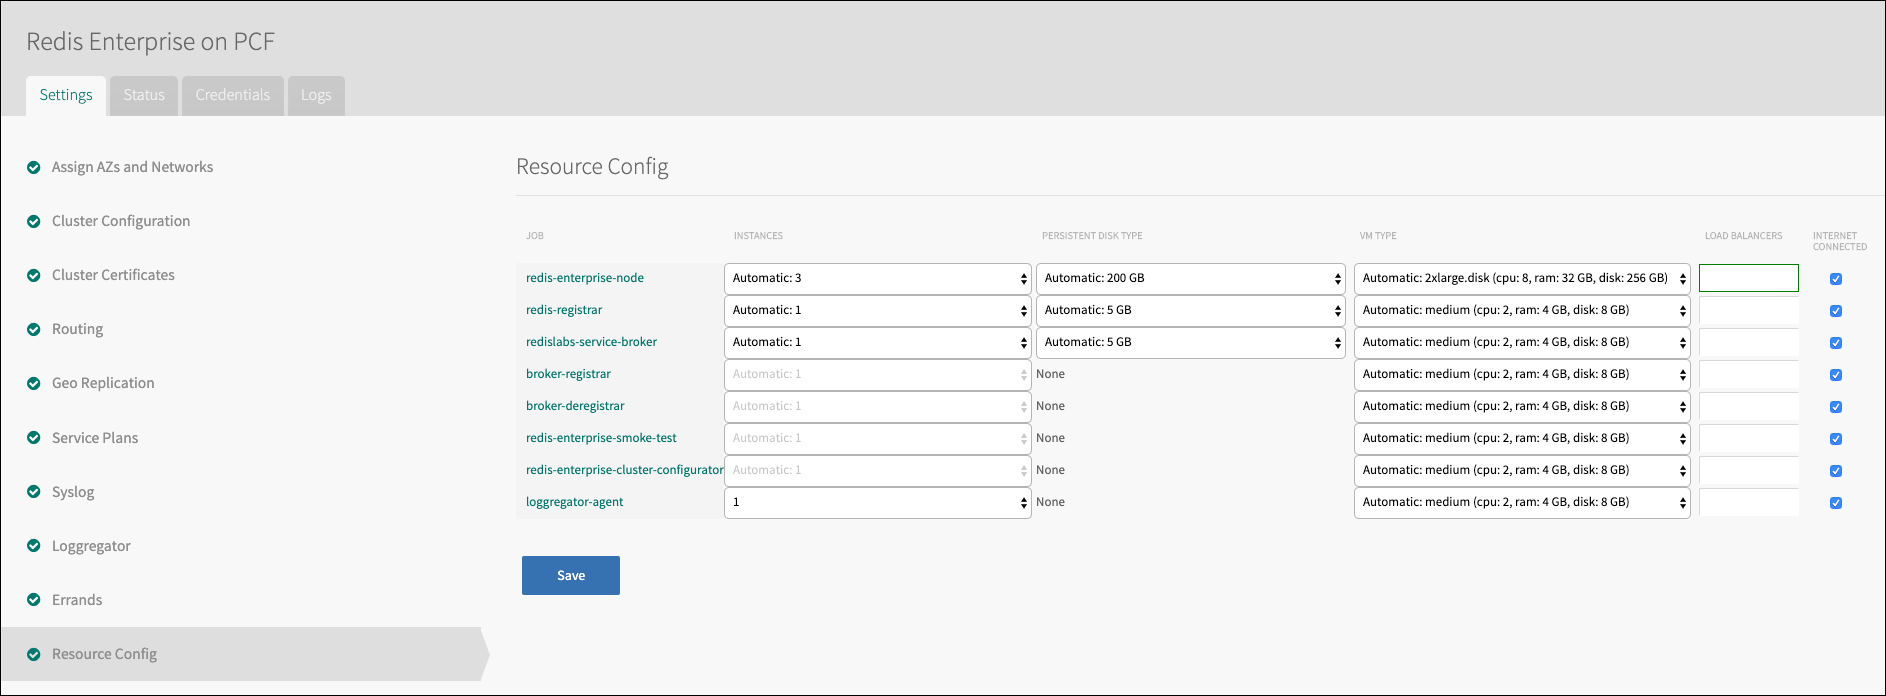 Redis Enterprise on PCF
Settings Status Credentials Logs
Assign AZs and Networks
Cluster Configuration
Cluster Certificates
Routing
Geo Replication
Service Plans
Syslog
Loggregator
Errands
Resource Config
Resource Config
JOB INSTANCES PERSISTENT DISK TYPE VM TYPE LOAD BALANCERS INTERNET
CONNECTED
redis-enterprise-node Automatic: 3 Automatic: 200 GB Automatic: 2xlarge.disk (cpu: 8, ram: 32 GB, disk: 256 GB)
redis-registrar Automatic: 1 Automatic: 5 GB Automatic: medium (cpu: 2, ram: 4 GB, disk: 8 GB)
redislabs-service-broker Automatic: 1 Automatic: 5 GB Automatic: medium (cpu: 2, ram: 4 GB, disk: 8 GB)
broker-registrar Automatic: 1 None Automatic: medium (cpu: 2, ram: 4 GB, disk: 8 GB)
broker-deregistrar Automatic: 1 None Automatic: medium (cpu: 2, ram: 4 GB, disk: 8 GB)
redis-enterprise-smoke-test Automatic: 1 None Automatic: medium (cpu: 2, ram: 4 GB, disk: 8 GB)
redis-enterprise-cluster-configurator Automatic: 1 None Automatic: medium (cpu: 2, ram: 4 GB, disk: 8 GB)
loggregator-agent 1 None Automatic: medium (cpu: 2, ram: 4 GB, disk: 8 GB)
Save